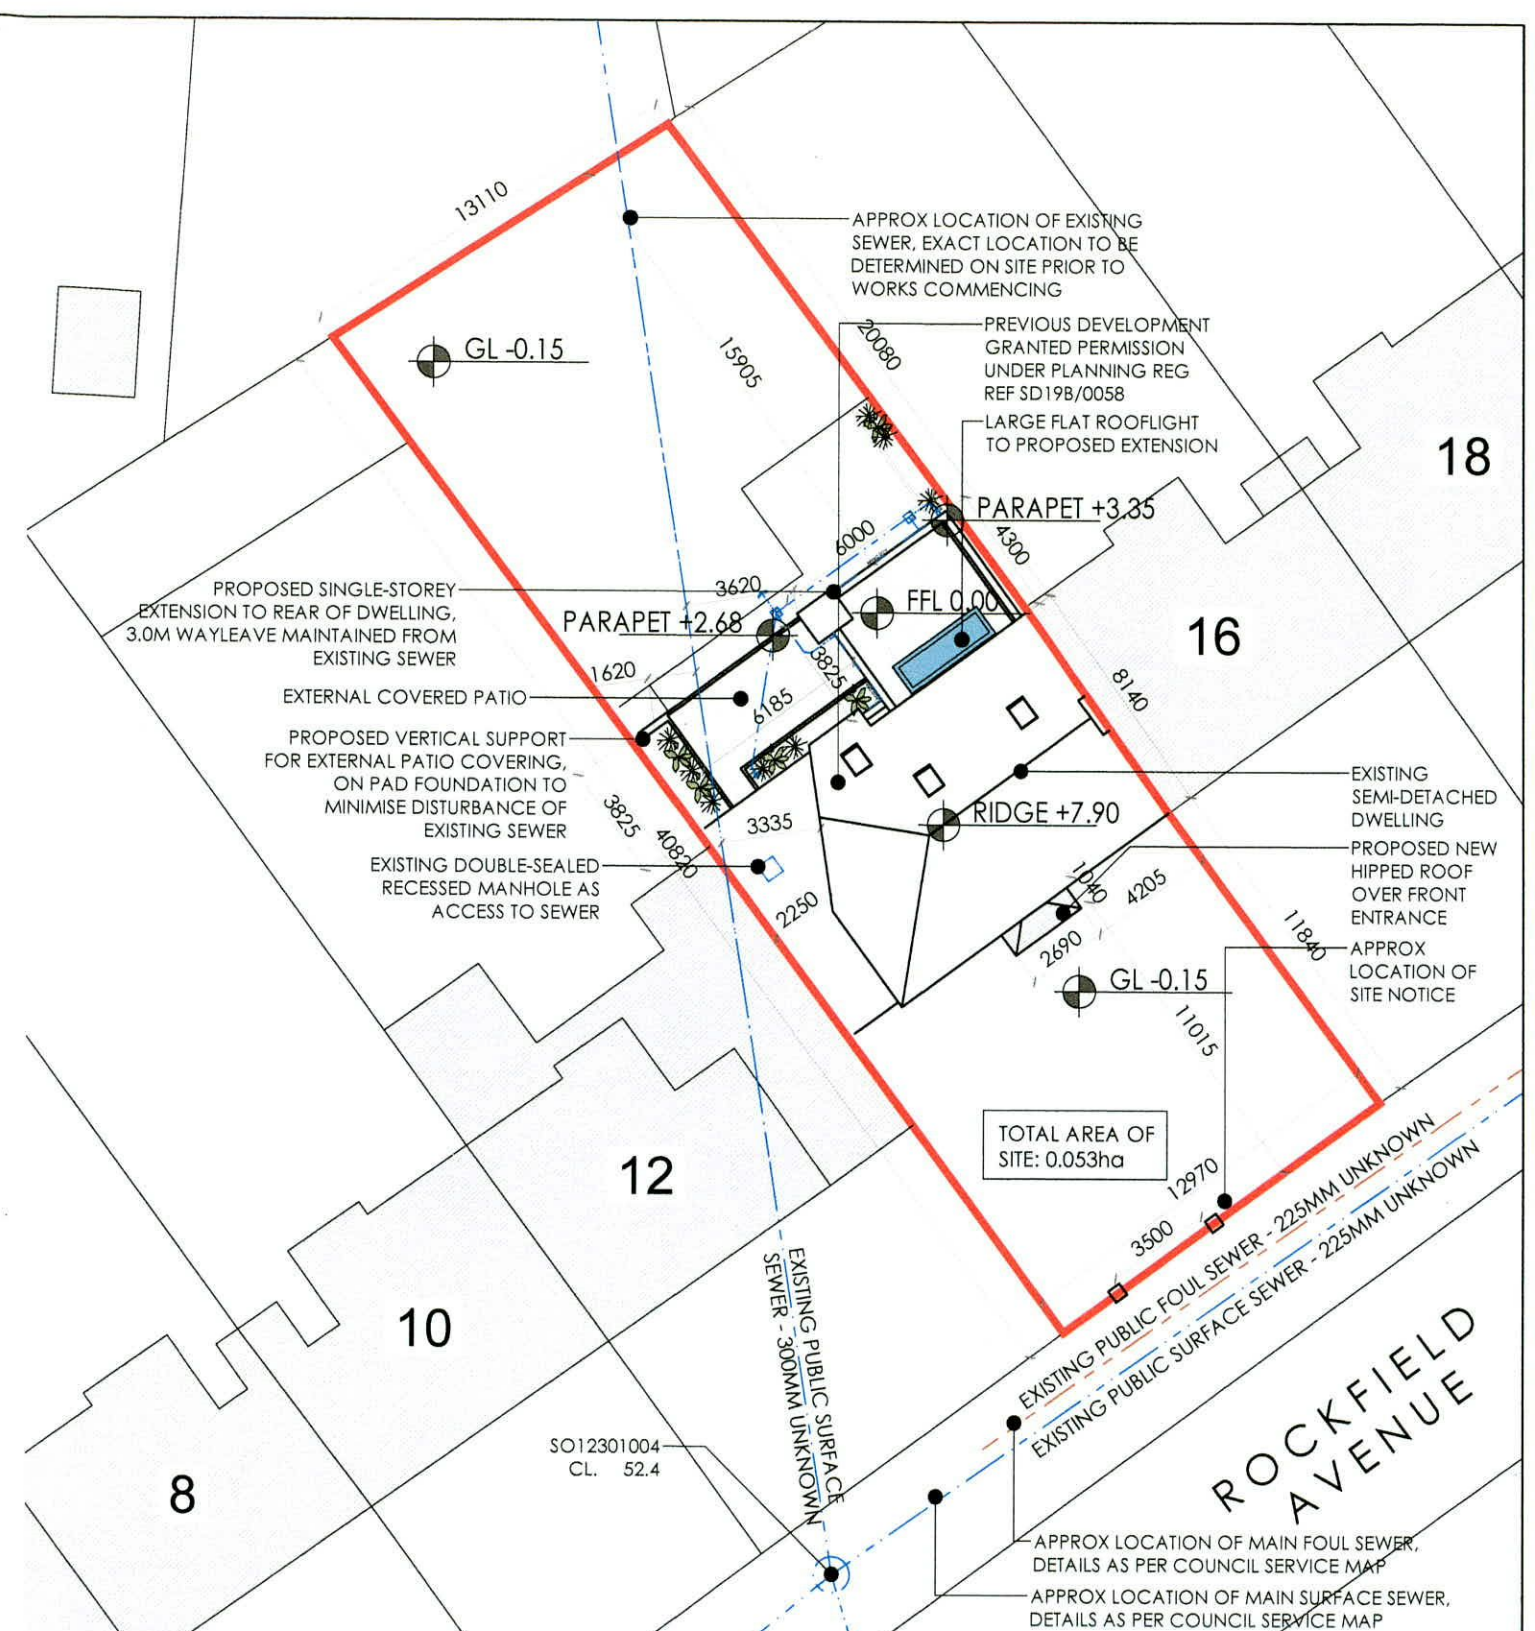 13110
APPROX LOCATION OF EXISTING
SEWER, EXACT LOCATION TO BE
DETERMINED ON SITE PRIOR TO
WORKS COMMENCING
GL -0.15
15905
20080
PREVIOUS DEVELOPMENT
GRANTED PERMISSION
UNDER PLANNING REG
REF SD19B/0058
LARGE FLAT ROOFLIGHT
TO PROPOSED EXTENSION
18
PARAPET +3.35
6000
4300
PROPOSED SINGLE-STOREY
EXTENSION TO REAR OF DWELLING,
3.0M WAYLEAVE MAINTAINED FROM
EXISTING SEWER
3620
PARAPET +2.68
FFL 0.00
16
1620
3825
EXTERNAL COVERED PATIO
6185
8140
PROPOSED VERTICAL SUPPORT
FOR EXTERNAL PATIO COVERING,
ON PAD FOUNDATION TO
MINIMISE DISTURBANCE OF
EXISTING SEWER
3825
40820
3335
RIDGE +7.90
EXISTING
SEMI-DETACHED
DWELLING
EXISTING DOUBLE-SEALED
RECESSED MANHOLE AS
ACCESS TO SEWER
2250
1040
4205
PROPOSED NEW
HIPPED ROOF
OVER FRONT
ENTRANCE
2690
11840
GL -0.15
APPROX
LOCATION OF
SITE NOTICE
11015
TOTAL AREA OF
SITE: 0.053ha
12970
3500
12
10
8
EXISTING PUBLIC FOUL SEWER - 225MM UNKNOWN
EXISTING PUBLIC SURFACE SEWER - 225MM UNKNOWN
EXISTING PUBLIC SURFACE
SEWER - 300MM UNKNOWN
ROCKFIELD
AVENUE
SO12301004
CL. 52.4
APPROX LOCATION OF MAIN FOUL SEWER,
DETAILS AS PER COUNCIL SERVICE MAP
APPROX LOCATION OF MAIN SURFACE SEWER,
DETAILS AS PER COUNCIL SERVICE MAP